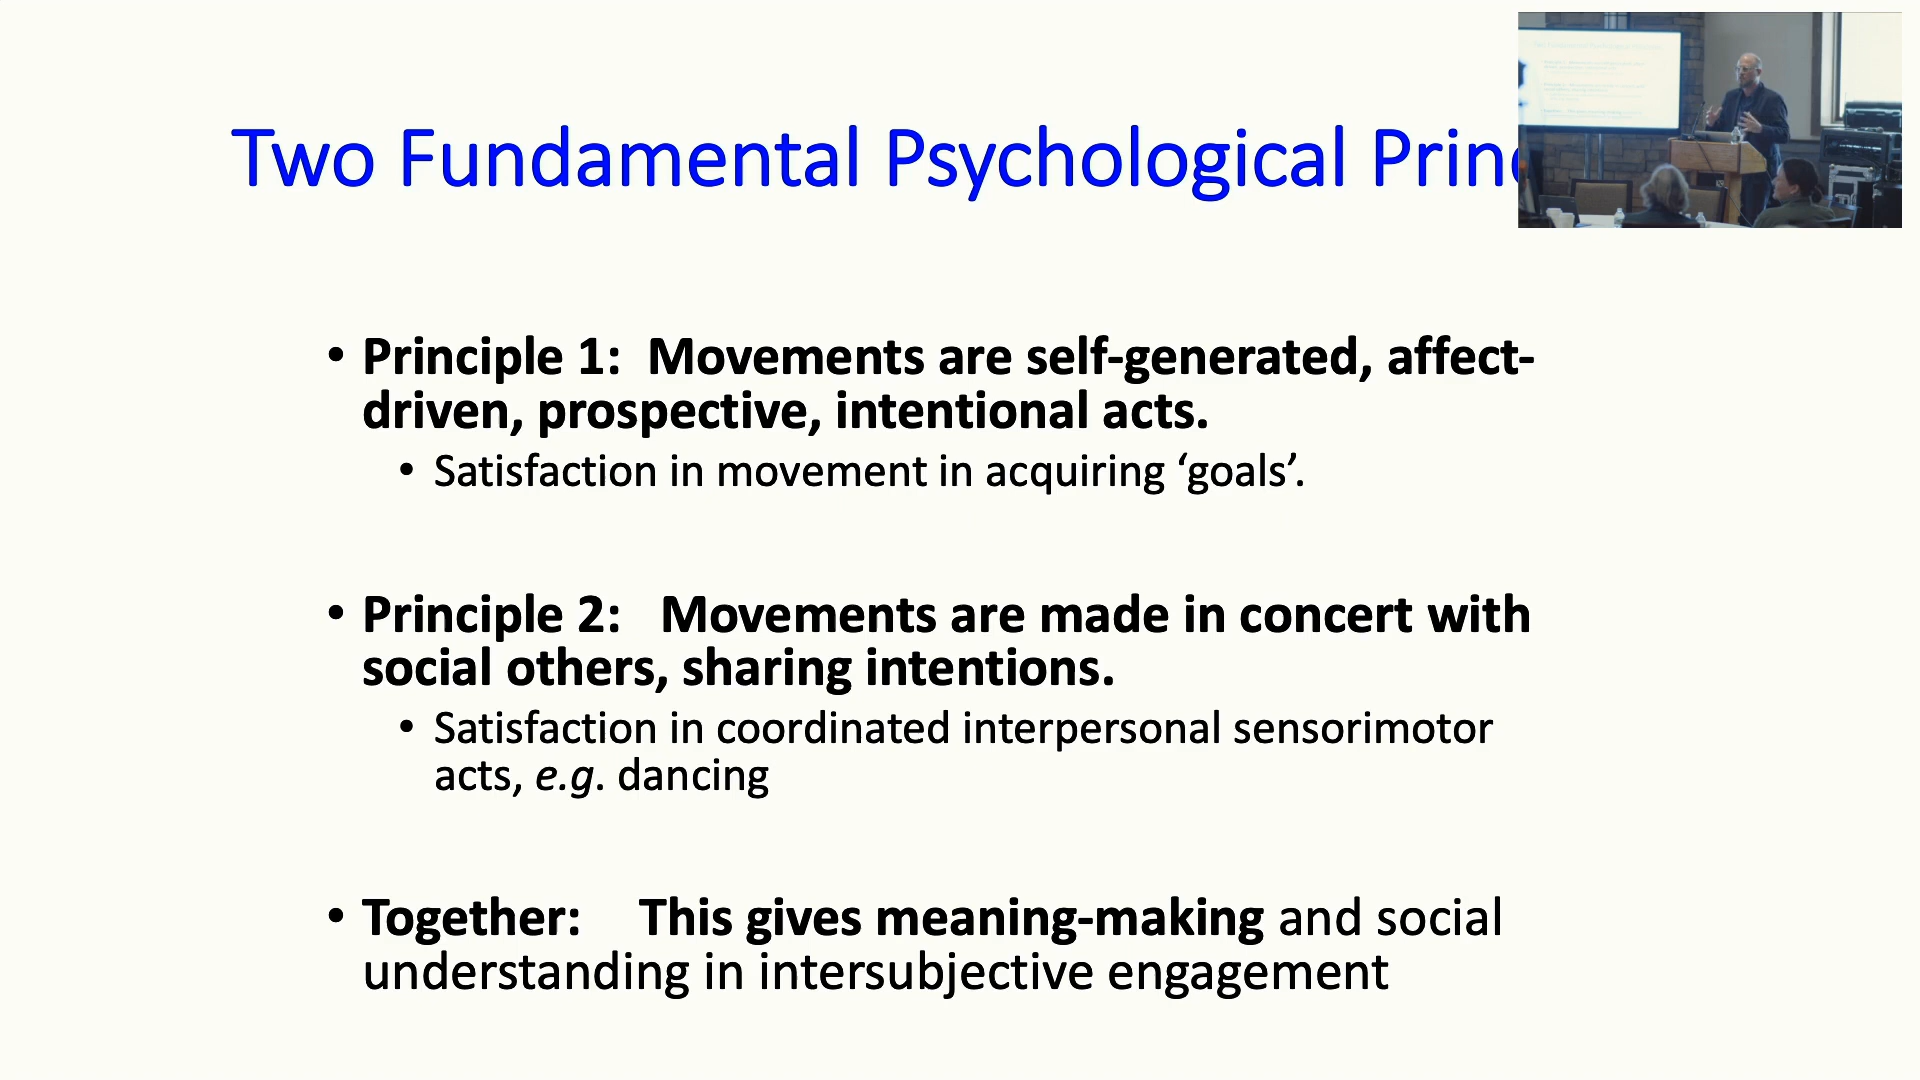 Two Fundamental Psychological Princ
• Principle 1:  Movements are self-generated, affect-
driven, prospective, intentional acts.
• Satisfaction in movement in acquiring ‘goals’.
• Principle 2:   Movements are made in concert with
social others, sharing intentions.
• Satisfaction in coordinated interpersonal sensorimotor
acts, e.g. dancing
• Together:    This gives meaning-making and social
understanding in intersubjective engagement